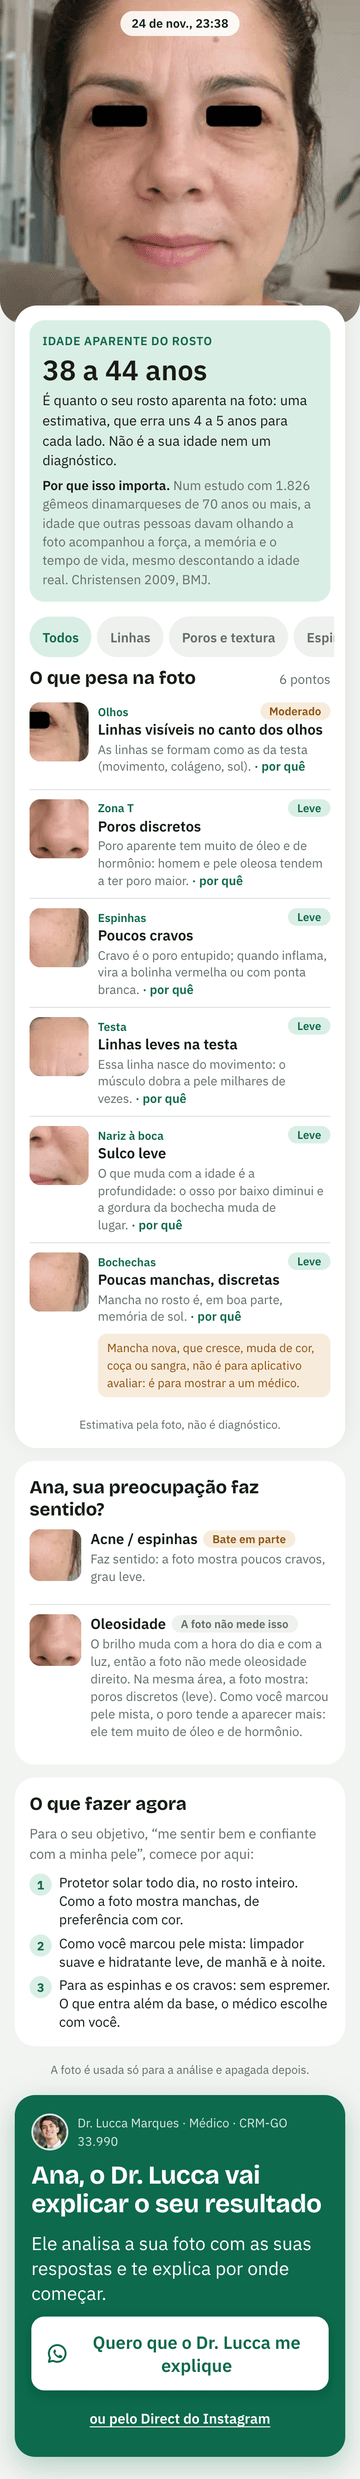 24 de nov., 23:38
IDADE APARENTE DO ROSTO
38 a 44 anos
É quanto o seu rosto aparenta na foto: uma
estimativa, que erra uns 4 a 5 anos para
cada lado. Não é a sua idade nem um
diagnóstico.
Por que isso importa. Num estudo com 1.826
gêmeos dinamarqueses de 70 anos ou mais, a
idade que outras pessoas davam olhando a
foto acompanhou a força, a memória e o
tempo de vida, mesmo descontando a idade
real. Christensen 2009, BMJ.
Todos
Linhas
Poros e textura
Espi
O que pesa na foto
6 pontos
Olhos
Moderado
Linhas visíveis no canto dos olhos
As linhas se formam como as da testa
(movimento, colágeno, sol). · por quê
Zona T
Leve
Poros discretos
Poro aparente tem muito de óleo e de
hormônio: homem e pele oleosa tendem
a ter poro maior. · por quê
Espinhas
Leve
Poucos cravos
Cravo é o poro entupido; quando inflama,
vira a bolinha vermelha ou com ponta
branca. · por quê
Testa
Leve
Linhas leves na testa
Essa linha nasce do movimento: o
músculo dobra a pele milhares de
vezes. · por quê
Nariz à boca
Leve
Sulco leve
O que muda com a idade é a
profundidade: o osso por baixo diminui e
a gordura da bochecha muda de
lugar. · por quê
Bochechas
Leve
Poucas manchas, discretas
Mancha no rosto é, em boa parte,
memória de sol. · por quê
Mancha nova, que cresce, muda de cor,
coça ou sangra, não é para aplicativo
avaliar: é para mostrar a um médico.
Estimativa pela foto, não é diagnóstico.
Ana, sua preocupação faz
sentido?
Acne / espinhas
Bate em parte
Faz sentido: a foto mostra poucos cravos,
grau leve.
Oleosidade
A foto não mede isso
O brilho muda com a hora do dia e com a
luz, então a foto não mede oleosidade
direito. Na mesma área, a foto mostra:
poros discretos (leve). Como você marcou
pele mista, o poro tende a aparecer mais:
ele tem muito de óleo e de hormônio.
O que fazer agora
Para o seu objetivo, “me sentir bem e confiante
com a minha pele”, comece por aqui:
1 Protetor solar todo dia, no rosto inteiro.
Como a foto mostra manchas, de
preferência com cor.
2 Como você marcou pele mista: limpador
suave e hidratante leve, de manhã e à noite.
3 Para as espinhas e os cravos: sem espremer.
O que entra além da base, o médico escolhe
com você.
A foto é usada só para a análise e apagada depois.
Dr. Lucca Marques · Médico · CRM-GO
33.990
Ana, o Dr. Lucca vai
explicar o seu resultado
Ele analisa a sua foto com as suas
respostas e te explica por onde
começar.
Quero que o Dr. Lucca me
explique
ou pelo Direct do Instagram